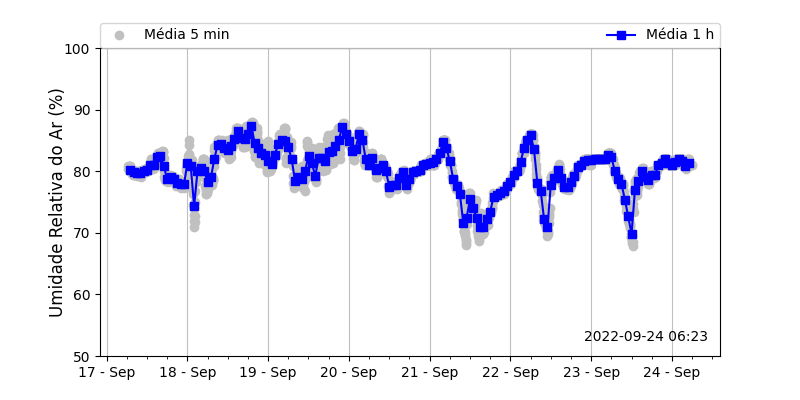 Média 5 min
Média 1 h
Umidade Relativa do Ar (%)
100
90
80
70
60
50
2022-09-24 06:23
17 - Sep
18 - Sep
19 - Sep
20 - Sep
21 - Sep
22 - Sep
23 - Sep
24 - Sep